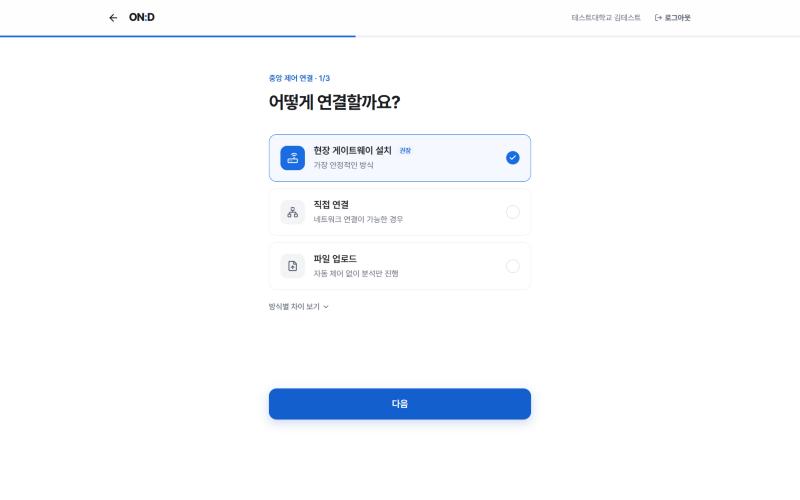 ON:D
테스트대학교 김테스트
로그아웃
중앙 제어 연결 · 1/3
어떻게 연결할까요?
현장 게이트웨이 설치 권장
가장 안정적인 방식
직접 연결
네트워크 연결이 가능한 경우
파일 업로드
자동 제어 없이 분석만 진행
방식별 차이 보기
다음